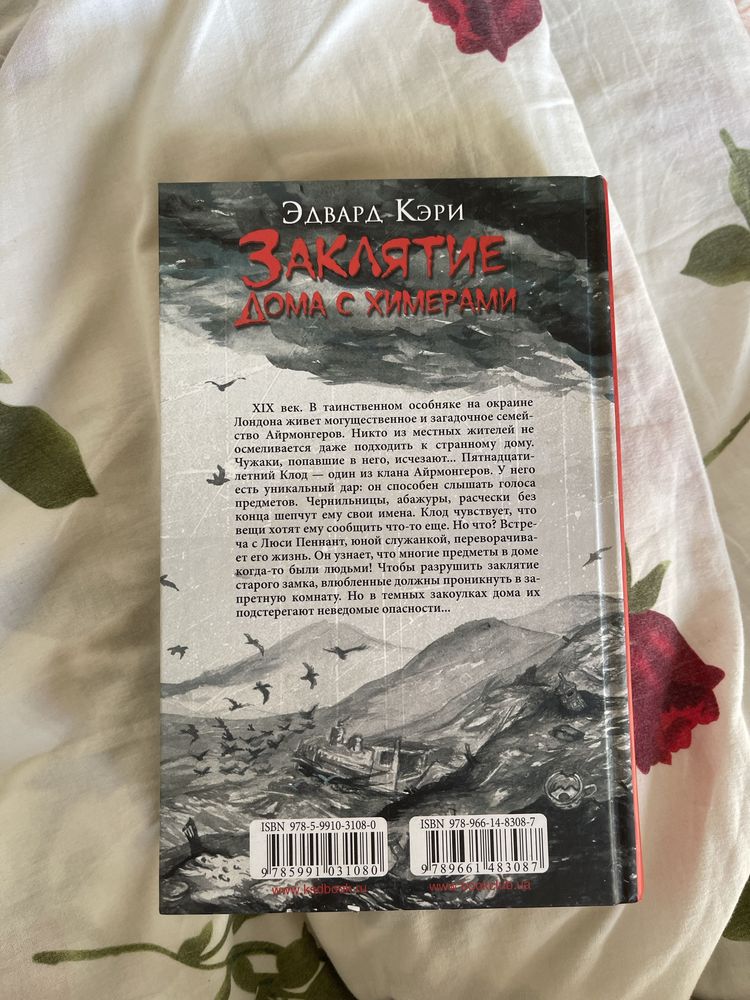 Эдвард Кэри
Заклятие
Дома с химерами
XIX век. В таинственном особняке на окраине
Лондона живет могущественное и загадочное семей-
ство Айрмонгеров. Никто из местных жителей не
осмеливается даже подходить к странному дому.
Чужаки, попавшие в него, исчезают... Пятнадцати-
летний Клод — один из клана Айрмонгеров. У него
есть уникальный дар: он способен слышать голоса
предметов. Чернильницы, абажуры, расчески без
конца шепчут ему свои имена. Клод чувствует, что
вещи хотят ему сообщить что-то еще. Но что? Встре-
ча с Люси Пеннант, юной служанкой, переворачива-
ет его жизнь. Он узнает, что многие предметы в доме
когда-то были людьми! Чтобы разрушить заклятие
старого замка, влюбленные должны проникнуть в за-
претную комнату. Но в темных закоулках дома их
подстерегают неведомые опасности...
ISBN 978-5-9910-3108-0
9 785991 031080
www.ksdbook.ru
ISBN 978-966-14-8308-7
9 789661 483087
www.bookclub.ua